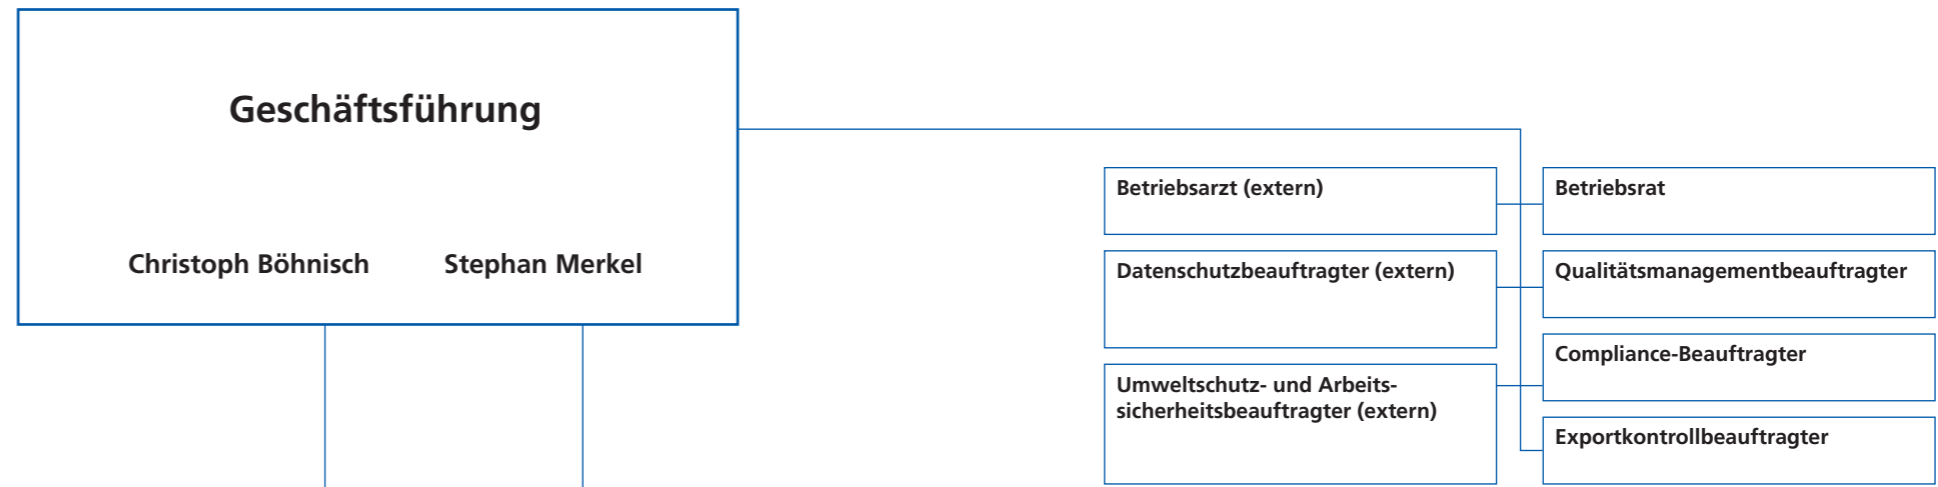 Geschäftsführung
Christoph Böhnisch
Stephan Merkel
Betriebsarzt (extern)
Datenschutzbeauftragter (extern)
Umweltschutz- und Arbeits-
sicherheitsbeauftragter (extern)
Betriebsrat
Qualitätsmanagementbeauftragter
Compliance-Beauftragter
Exportkontrollbeauftragter